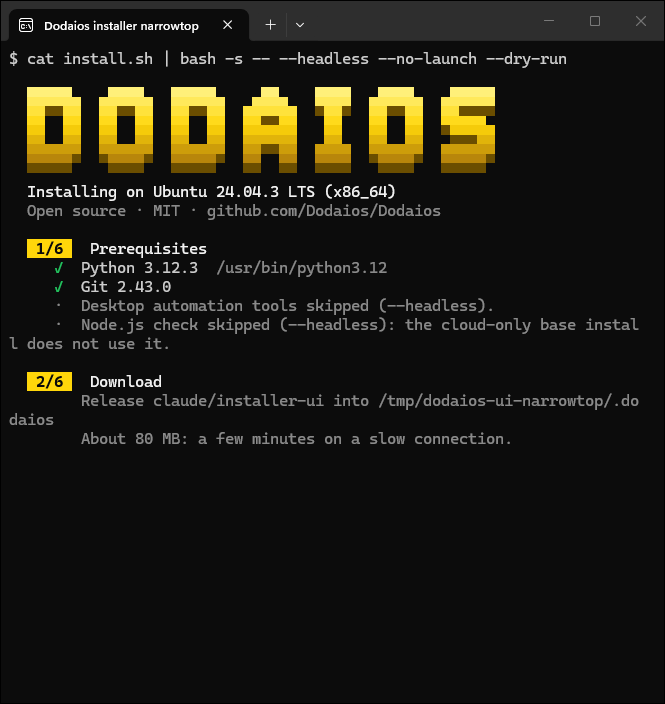 Dodaios installer narrowtop
$ cat install.sh | bash -s -- --headless --no-launch --dry-run
DODAIOS
Installing on Ubuntu 24.04.3 LTS (x86_64)
Open source · MIT · github.com/Dodaios/Dodaios
1/6 Prerequisites
✓ Python 3.12.3 /usr/bin/python3.12
✓ Git 2.43.0
· Desktop automation tools skipped (--headless).
· Node.js check skipped (--headless): the cloud-only base instal
l does not use it.
2/6 Download
Release claude/installer-ui into /tmp/dodaios-ui-narrowtop/.do
daios
About 80 MB: a few minutes on a slow connection.